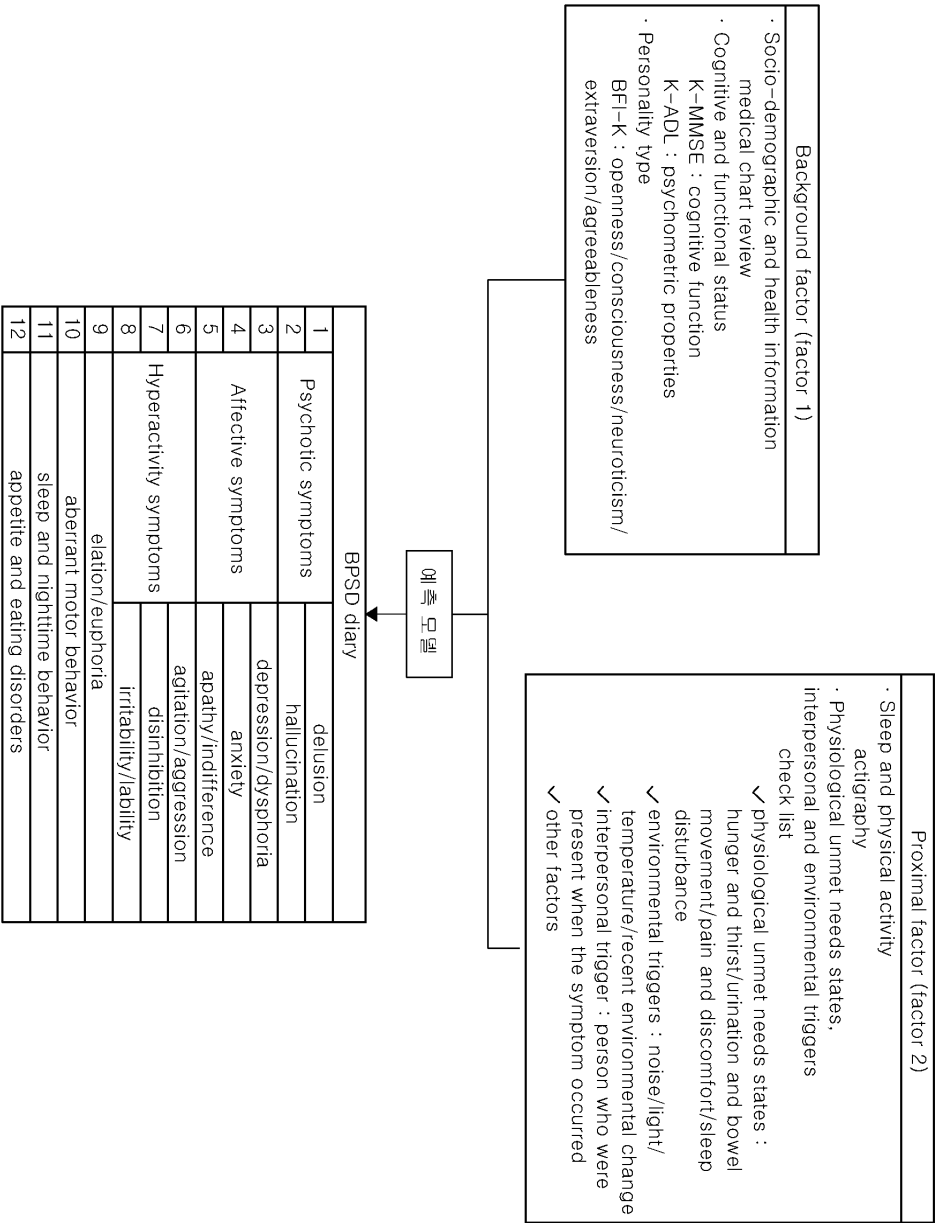 Background factor (factor 1)
· Socio-demographic and health information
medical chart review
· Cognitive and functional status
K-MMSE : cognitive function
K-ADL : psychometric properties
· Personality type
BFI-K : openness/consciousness/neuroticism/
extraversion/agreeableness
Proximal factor (factor 2)
· Sleep and physical activity
actigraphy
· Physiological unmet needs states,
interpersonal and environmental triggers
check list
✓ physiological unmet needs states :
hunger and thirst/urination and bowel
movement/pain and discomfort/sleep
disturbance
✓ environmental triggers : noise/light/
temperature/recent environmental change
✓ interpersonal trigger : person who were
present when the symptom occurred
✓ other factors
예측 모델
BPSD diary
1 Psychotic symptoms delusion
2 hallucination
3 Affective symptoms depression/dysphoria
4 anxiety
5 apathy/indifference
6 Hyperactivity symptoms agitation/aggression
7 disinhibition
8 irritability/lability
9 elation/euphoria
10 aberrant motor behavior
11 sleep and nighttime behavior
12 appetite and eating disorders